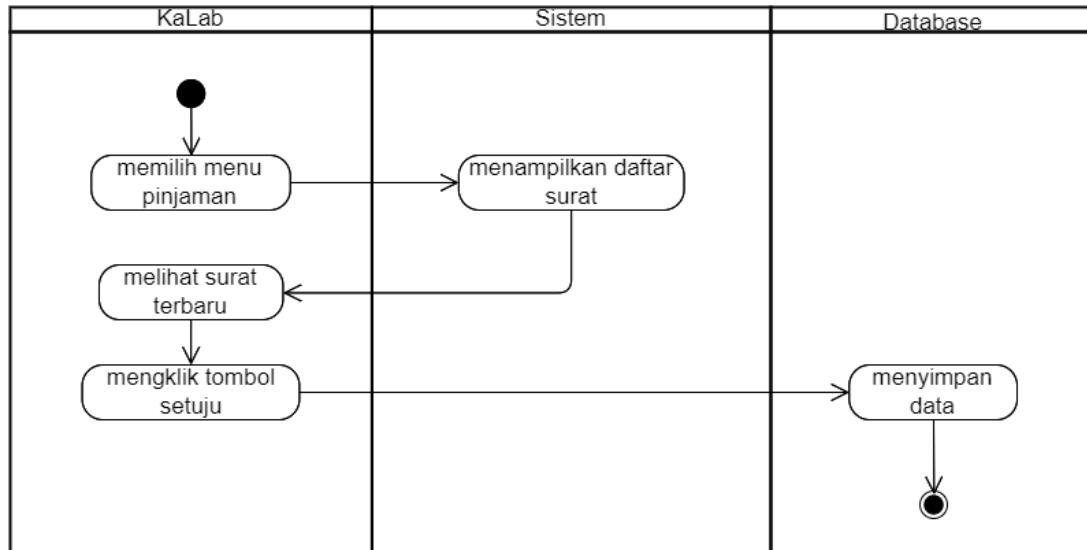 KaLab
Sistem
Database
memilih menu
pinjaman
menampilkan daftar
surat
melihat surat
terbaru
mengklik tombol
setuju
menyimpan
data